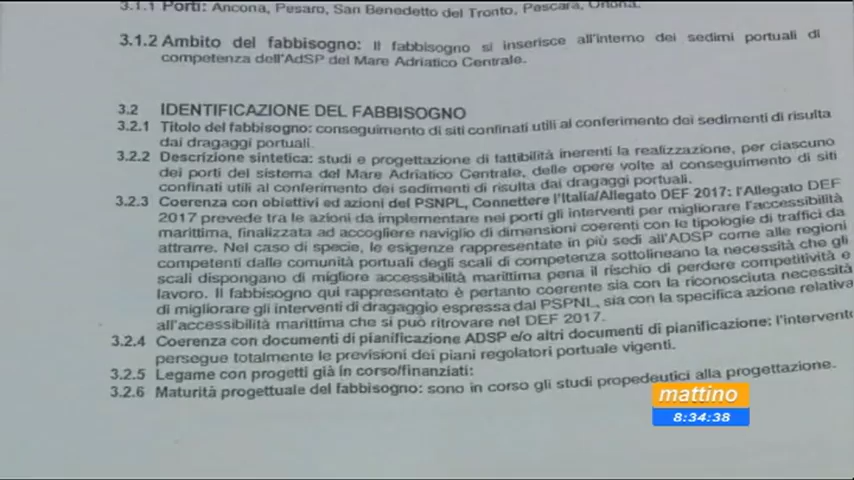 3.1.1 Porti: Ancona, Pesaro, San Benedetto del Tronto, Pescara, Ortona.
3.1.2 Ambito del fabbisogno: Il fabbisogno si inserisce all'interno dei sedimi portuali di
competenza dell'AdSP del Mare Adriatico Centrale.
3.2 IDENTIFICAZIONE DEL FABBISOGNO
3.2.1 Titolo del fabbisogno: conseguimento di siti confinati utili al conferimento dei sedimenti di risulta
dai dragaggi portuali.
3.2.2 Descrizione sintetica: studi e progettazione di fattibilità inerenti la realizzazione, per ciascuno
dei porti del sistema del Mare Adriatico Centrale, delle opere volte al conseguimento di siti
confinati utili al conferimento dei sedimenti di risulta dai dragaggi portuali.
3.2.3 Coerenza con obiettivi ed azioni del PSNPL, Connettere l'Italia/Allegato DEF 2017: l'Allegato DEF
2017 prevede tra le azioni da implementare nei porti gli interventi per migliorare l'accessibilità
marittima, finalizzata ad accogliere naviglio di dimensioni coerenti con le tipologie di traffici da
attrarre. Nel caso di specie, le esigenze rappresentate in più sedi all'ADSP come alle regioni
competenti dalle comunità portuali degli scali di competenza sottolineano la necessità che gli
scali dispongano di migliore accessibilità marittima pena il rischio di perdere competitività e
lavoro. Il fabbisogno qui rappresentato è pertanto coerente sia con la riconosciuta necessità
di migliorare gli interventi di dragaggio espressa dal PSPNL, sia con la specifica azione relativa
all'accessibilità marittima che si può ritrovare nel DEF 2017.
3.2.4 Coerenza con documenti di pianificazione ADSP e/o altri documenti di pianificazione: l'intervento
persegue totalmente le previsioni dei piani regolatori portuale vigenti.
3.2.5 Legame con progetti già in corso/finanziati:
3.2.6 Maturità progettuale del fabbisogno: sono in corso gli studi propedeutici alla progettazione.
mattino
8:34:38